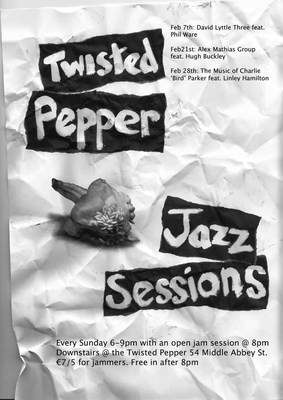 Feb 7th: David Lyttle Three feat.
Phil Ware
Feb21st: Alex Mathias Group
feat. Hugh Buckley
Feb 28th: The Music of Charlie
'Bird' Parker feat. Linley Hamilton
Twisted
Pepper
Jazz
Sessions
Every Sunday 6-9pm with an open jam session @ 8pm
Downstairs @ the Twisted Pepper 54 Middle Abbey St.
€7/5 for jammers. Free in after 8pm